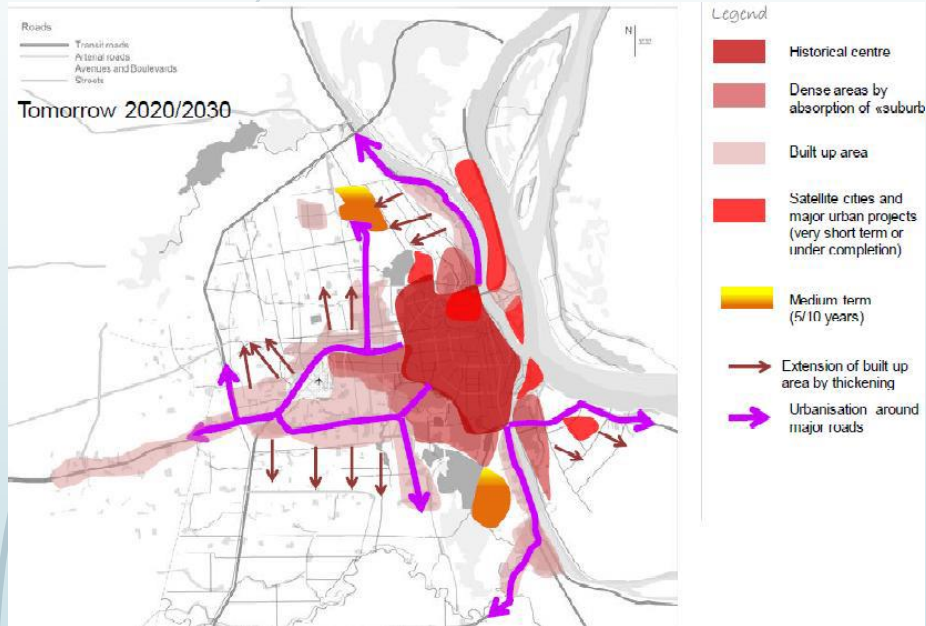 Roads
Transit roads
Arterial roads
Avenues and Boulevards
Streets
Tomorrow 2020/2030
N
Legend
Historical centre
Dense areas by
absorption of «suburb
Built up area
Satellite cities and
major urban projects
(very short term or
under completion)
Medium term
(5/10 years)
Extension of built up
area by thickening
Urbanisation around
major roads